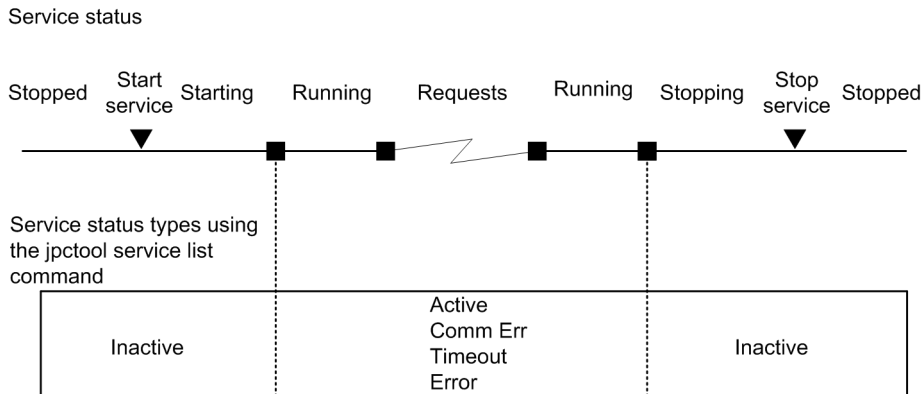 Service status
Stopped
Start
service
Starting
Running
Requests
Running
Stopping
Stop
service
Stopped
Service status types using
the jpctool service list
command
Inactive
Active
Comm Err
Timeout
Error
Inactive